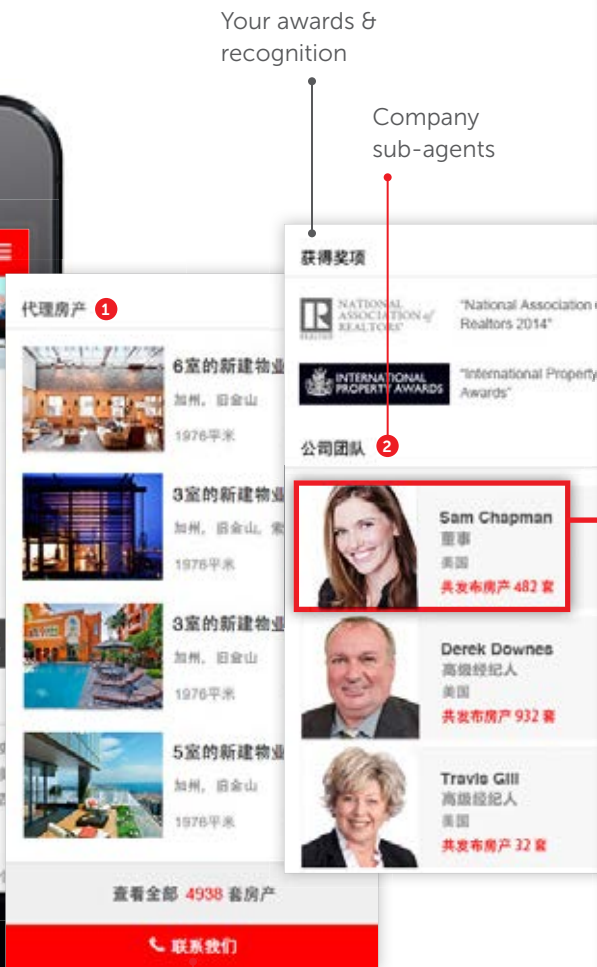 Your awards &
recognition
Company
sub-agents
代理房产 1
6室的新建物业
加州，旧金山
1976平米
3室的新建物业
加州，旧金山，
1976平米
3室的新建物业
加州，旧金山
1976平米
5室的新建物业
加州，旧金山
1976平米
查看全部 4938 套房产
联系我们
获得奖项
NATIONAL
ASSOCIATION of
REALTORS®
REALTOR
"National Association
Realtors 2014"
INTERNATIONAL
PROPERTY AWARDS
"International Property
Awards"
公司团队 2
Sam Chapman
董事
美国
共发布房产 482 套
Derek Downes
高级经纪人
美国
共发布房产 932 套
Travis Gill
高级经纪人
美国
共发布房产 32 套